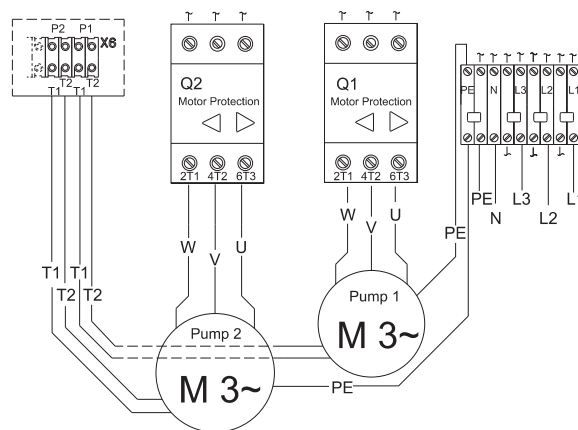 P2 P1
X6
T2 T2
T1 T1
Q2
Motor Protection
2T1 4T2 6T3
Q1
Motor Protection
2T1 4T2 6T3
PE N L3 L2 L1
PE L3 L1
N L2
W V U
W V U
PE
T1 T1
T2 T2
Pump 1
M 3~
Pump 2
M 3~
PE